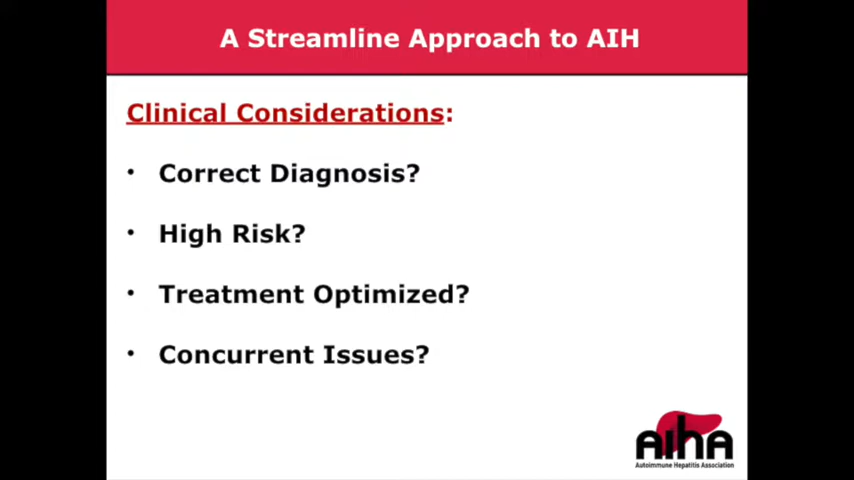 A Streamline Approach to AIH
Clinical Considerations:
• Correct Diagnosis?
• High Risk?
• Treatment Optimized?
• Concurrent Issues?
AIHA
Autoimmune Hepatitis Association